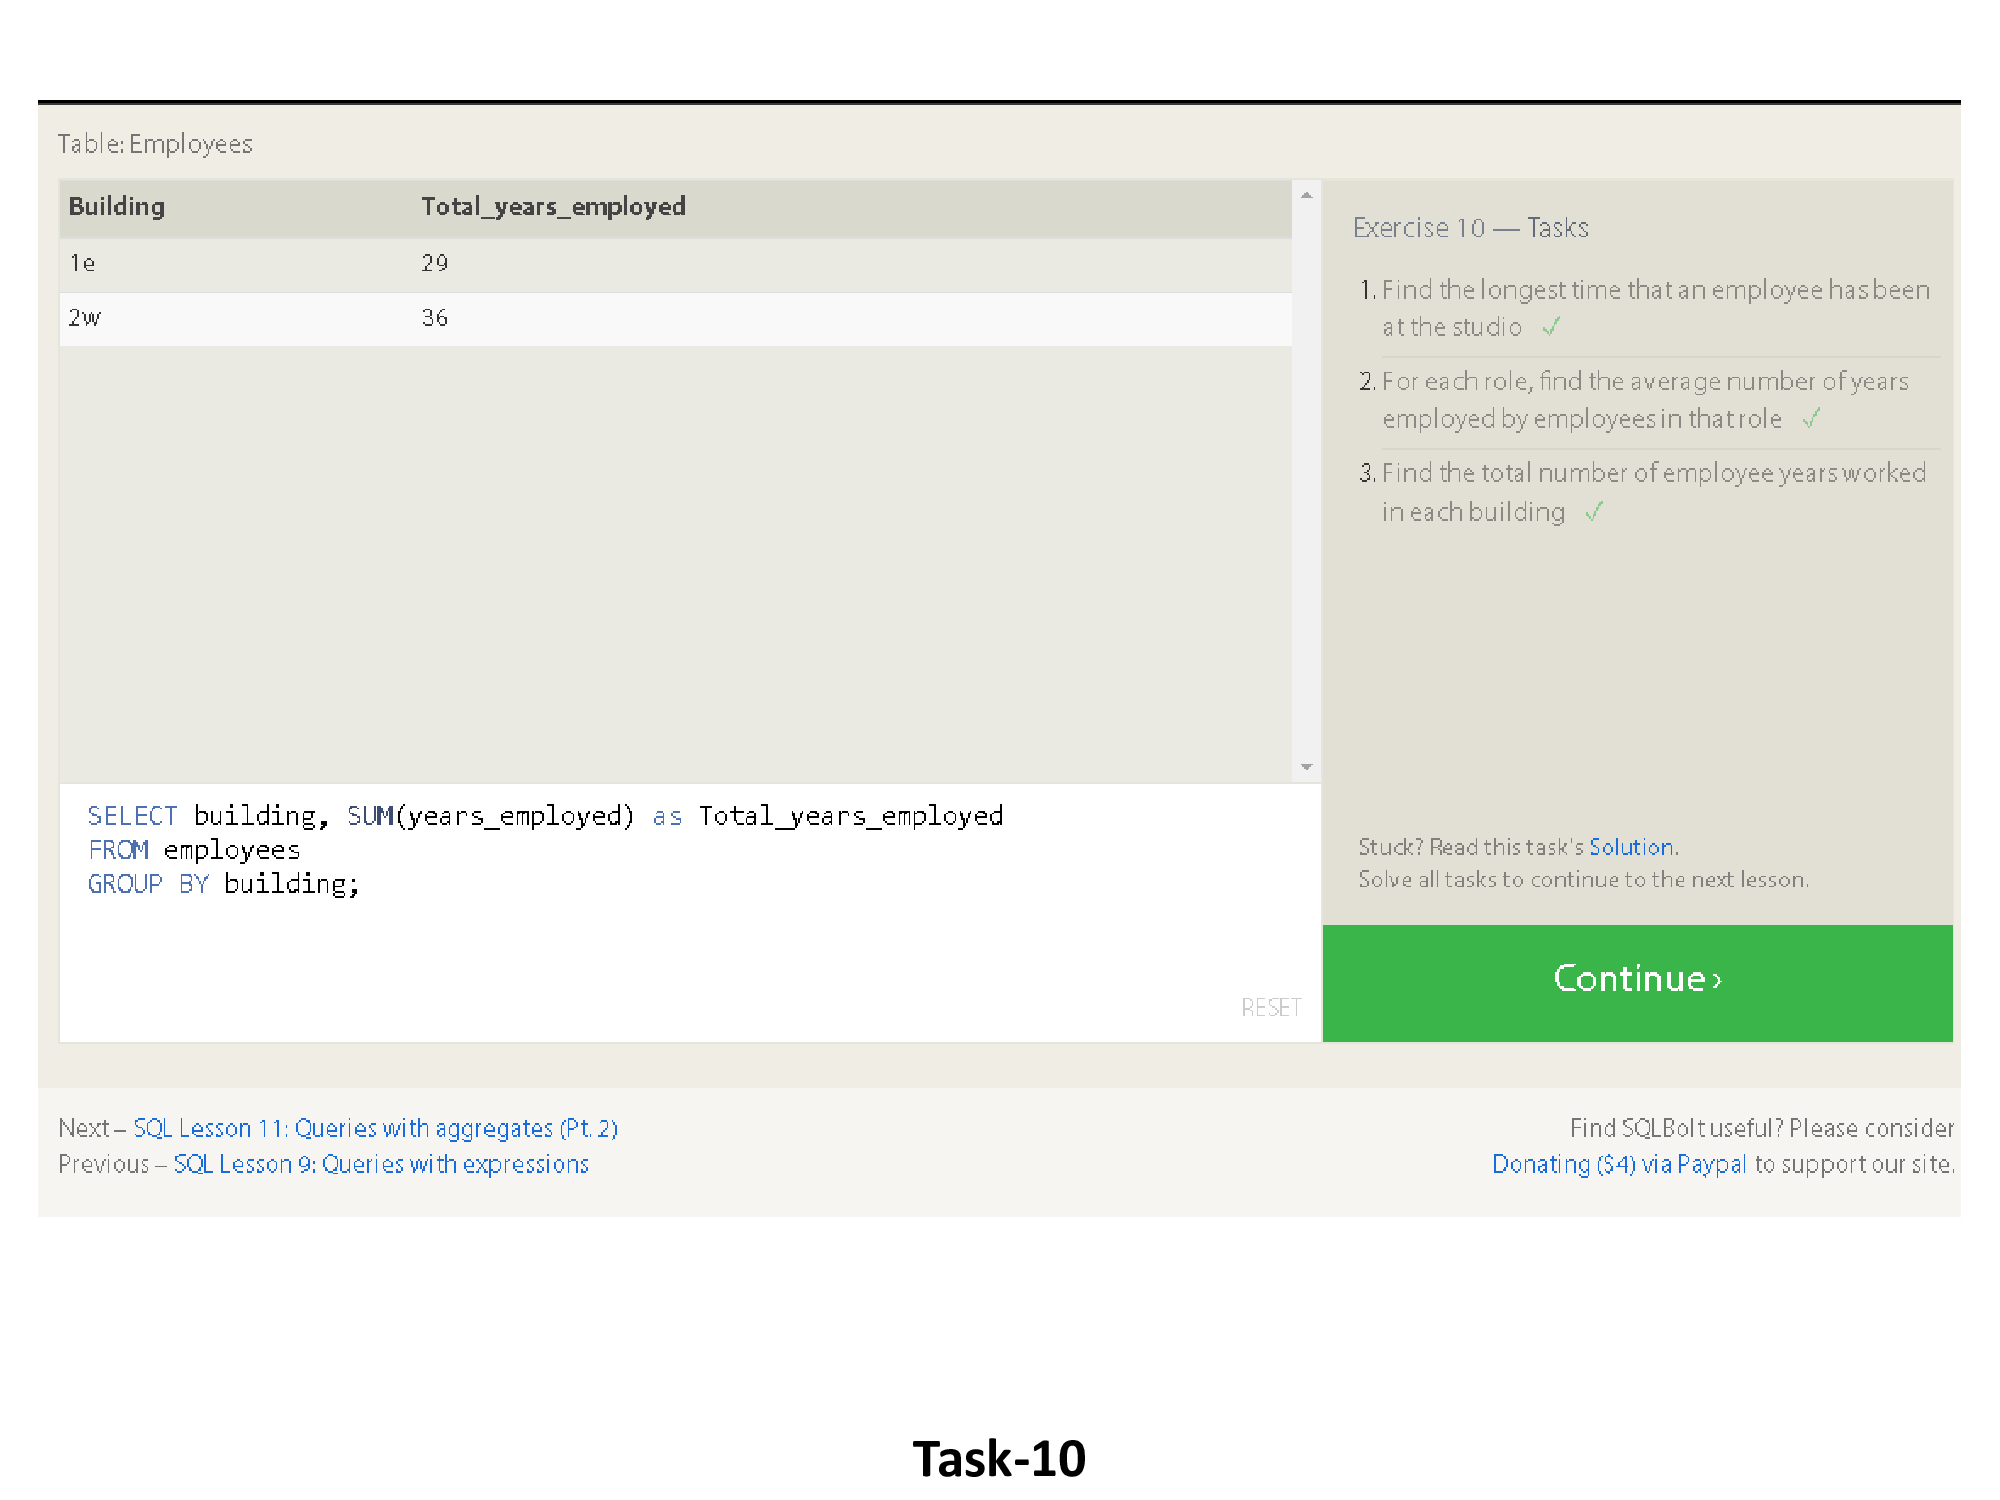 Table: Employees
Building Total_years_employed
1e 29
2w 36
SELECT building, SUM(years_employed) as Total_years_employed
FROM employees
GROUP BY building;
RESET
Exercise 10 — Tasks
1. Find the longest time that an employee has been
at the studio ✓
2. For each role, find the average number of years
employed by employees in that role ✓
3. Find the total number of employee years worked
in each building ✓
Stuck? Read this task's Solution.
Solve all tasks to continue to the next lesson.
Continue ›
Next – SQL Lesson 11: Queries with aggregates (Pt. 2)
Previous – SQL Lesson 9: Queries with expressions
Find SQLBolt useful? Please consider
Donating ($4) via Paypal to support our site.
Task-10